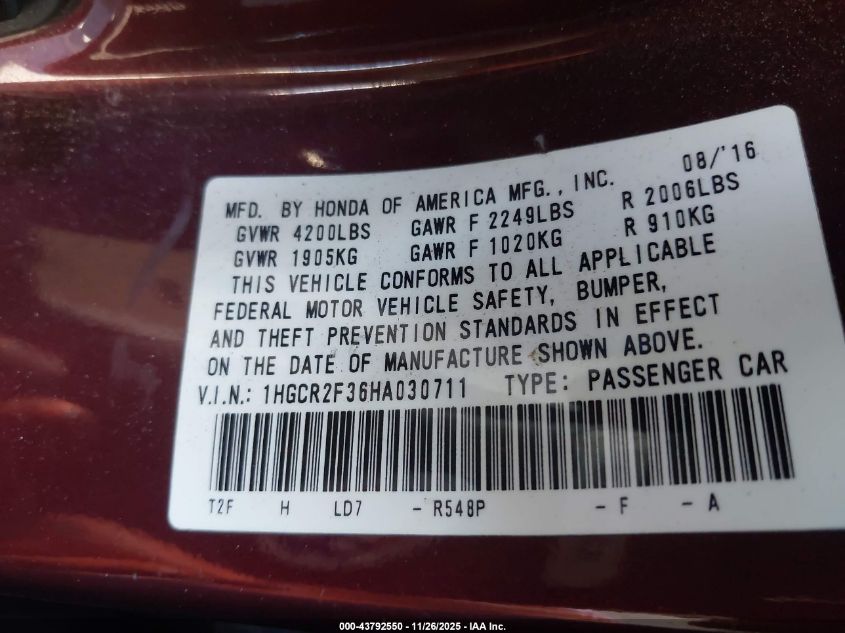 MFD. BY HONDA OF AMERICA MFG., INC. 08/'16
GVWR 4200LBS GAWR F 2249LBS R 2006LBS
GVWR 1905KG GAWR F 1020KG R 910KG
THIS VEHICLE CONFORMS TO ALL APPLICABLE
FEDERAL MOTOR VEHICLE SAFETY, BUMPER,
AND THEFT PREVENTION STANDARDS IN EFFECT
ON THE DATE OF MANUFACTURE SHOWN ABOVE.
V.I.N.: 1HGCR2F36HA030711 TYPE: PASSENGER CAR
T2F H LD7 - R548P - F - A
000-43792550 - 11/26/2025 - IAA Inc.